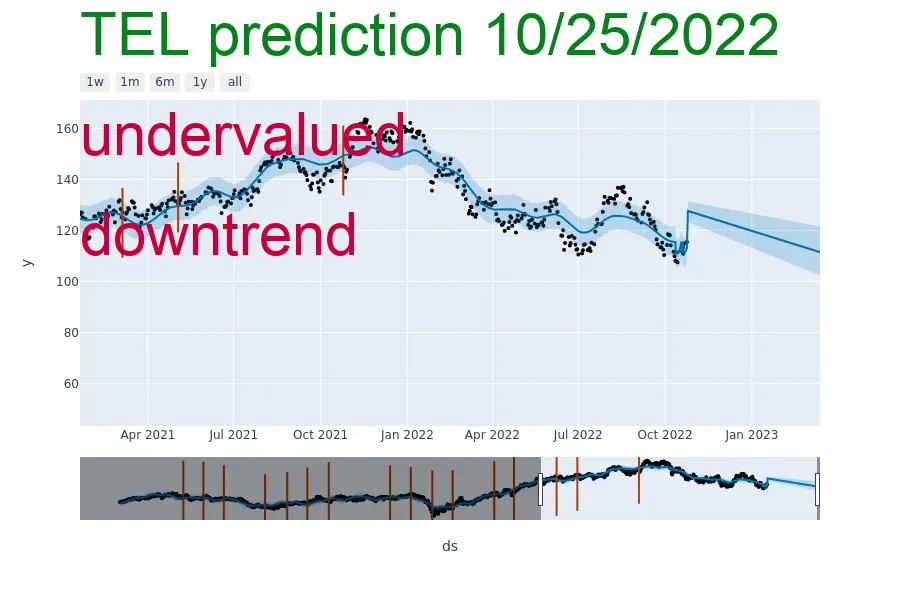 TEL prediction 10/25/2022
1w 1m 6m 1y all
undervalued
downtrend
160
140
120
100
80
60
y
Apr 2021 Jul 2021 Oct 2021 Jan 2022 Apr 2022 Jul 2022 Oct 2022 Jan 2023
ds